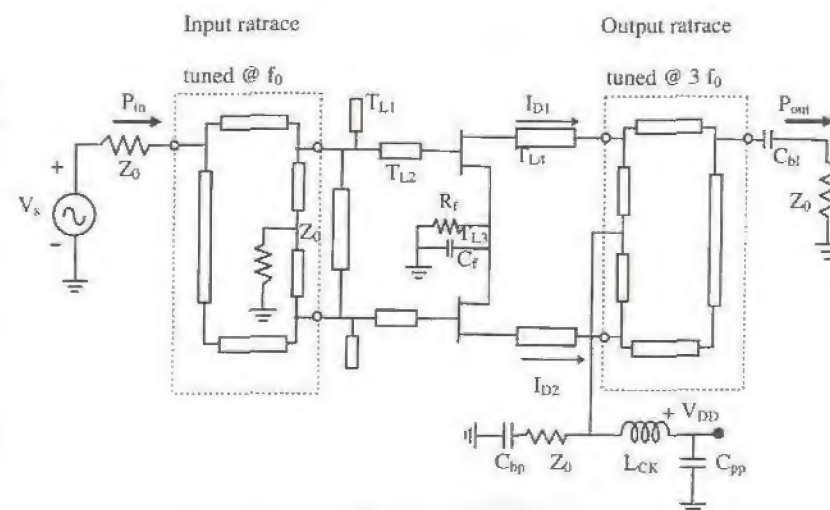 Input ratrace
Output ratrace
tuned @ f0
tuned @ 3 f0
Pin
TL1
ID1
Pout
Z0
TL2
TL4
Cbl
+
Vs
-
Rf
Z0
TL3
Cf
Z0
ID2
+ VDD
Cbp
Z0
LCK
Cpp